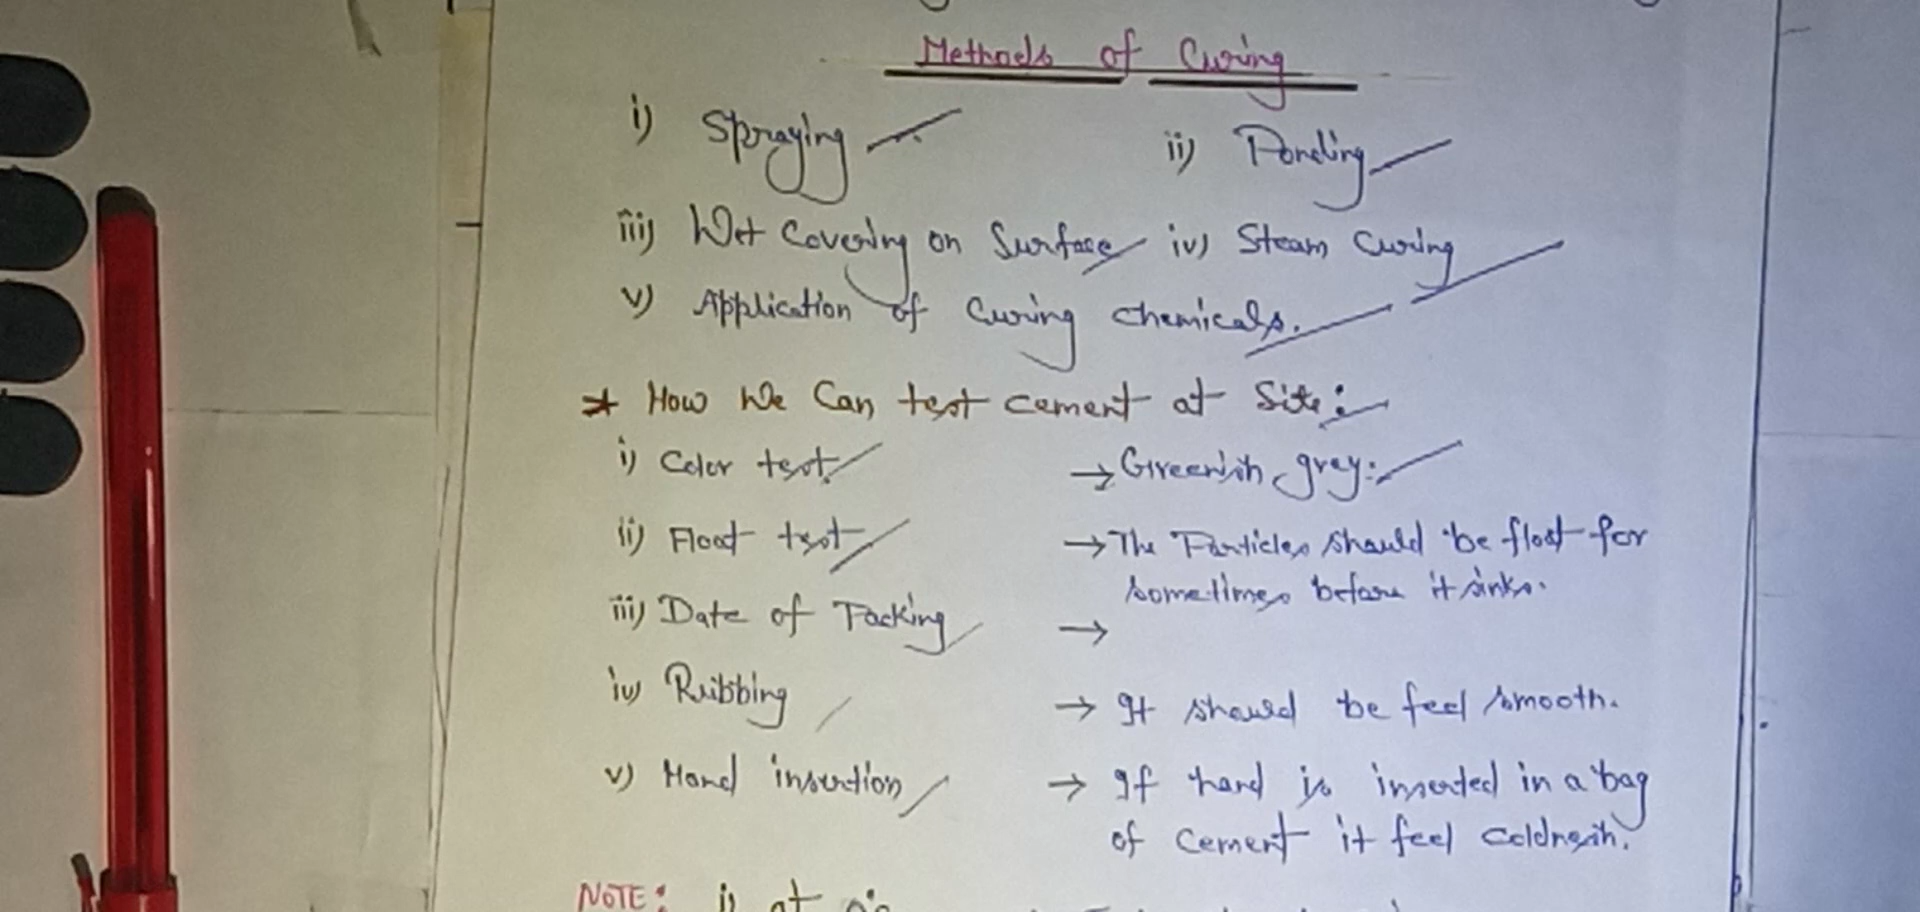 Methods of Curing
i) Spraying ii) Ponding
iii) Wet Covering on Surface iv) Steam Curing
v) Application of Curing chemicals.
* How We Can test cement at Site:
i) Color test → Greenish grey.
ii) Float test → The Particles should be float for
sometimes before it sinks.
iii) Date of Packing →
iv) Rubbing → It should be feel smooth.
v) Hand insertion → If hand is inserted in a bag
of cement it feel coldnesh.
NOTE: i) at